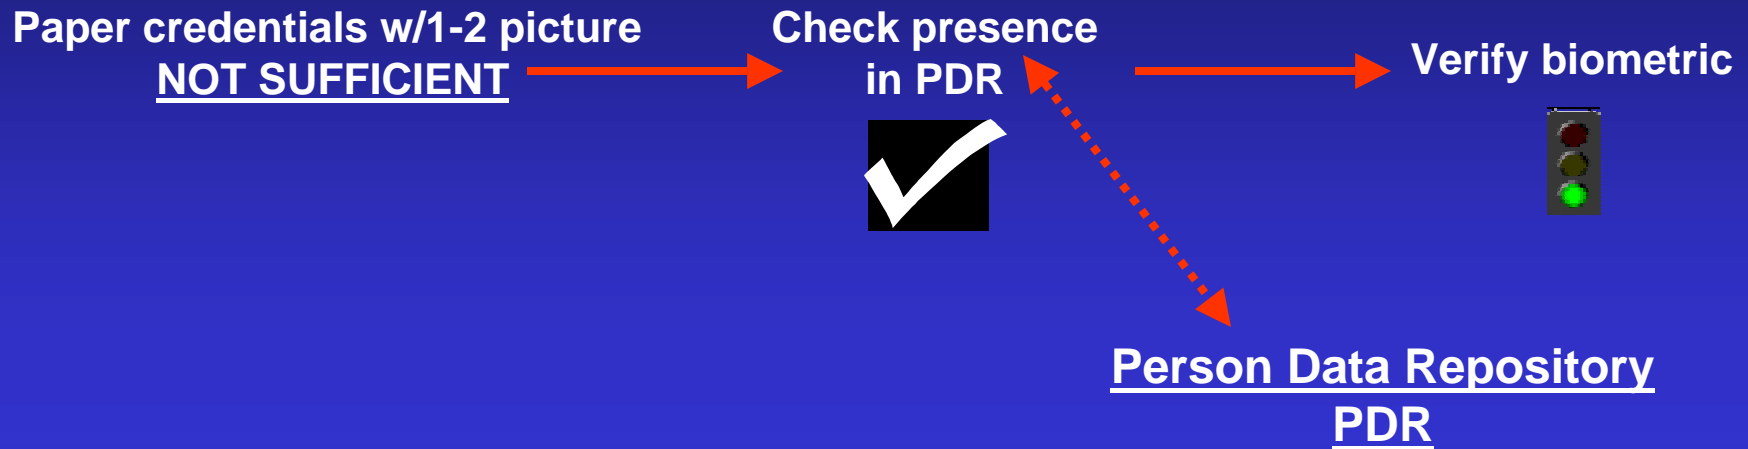 Paper credentials w/1-2 picture
NOT SUFFICIENT
Check presence
in PDR
Verify biometric
Person Data Repository
PDR